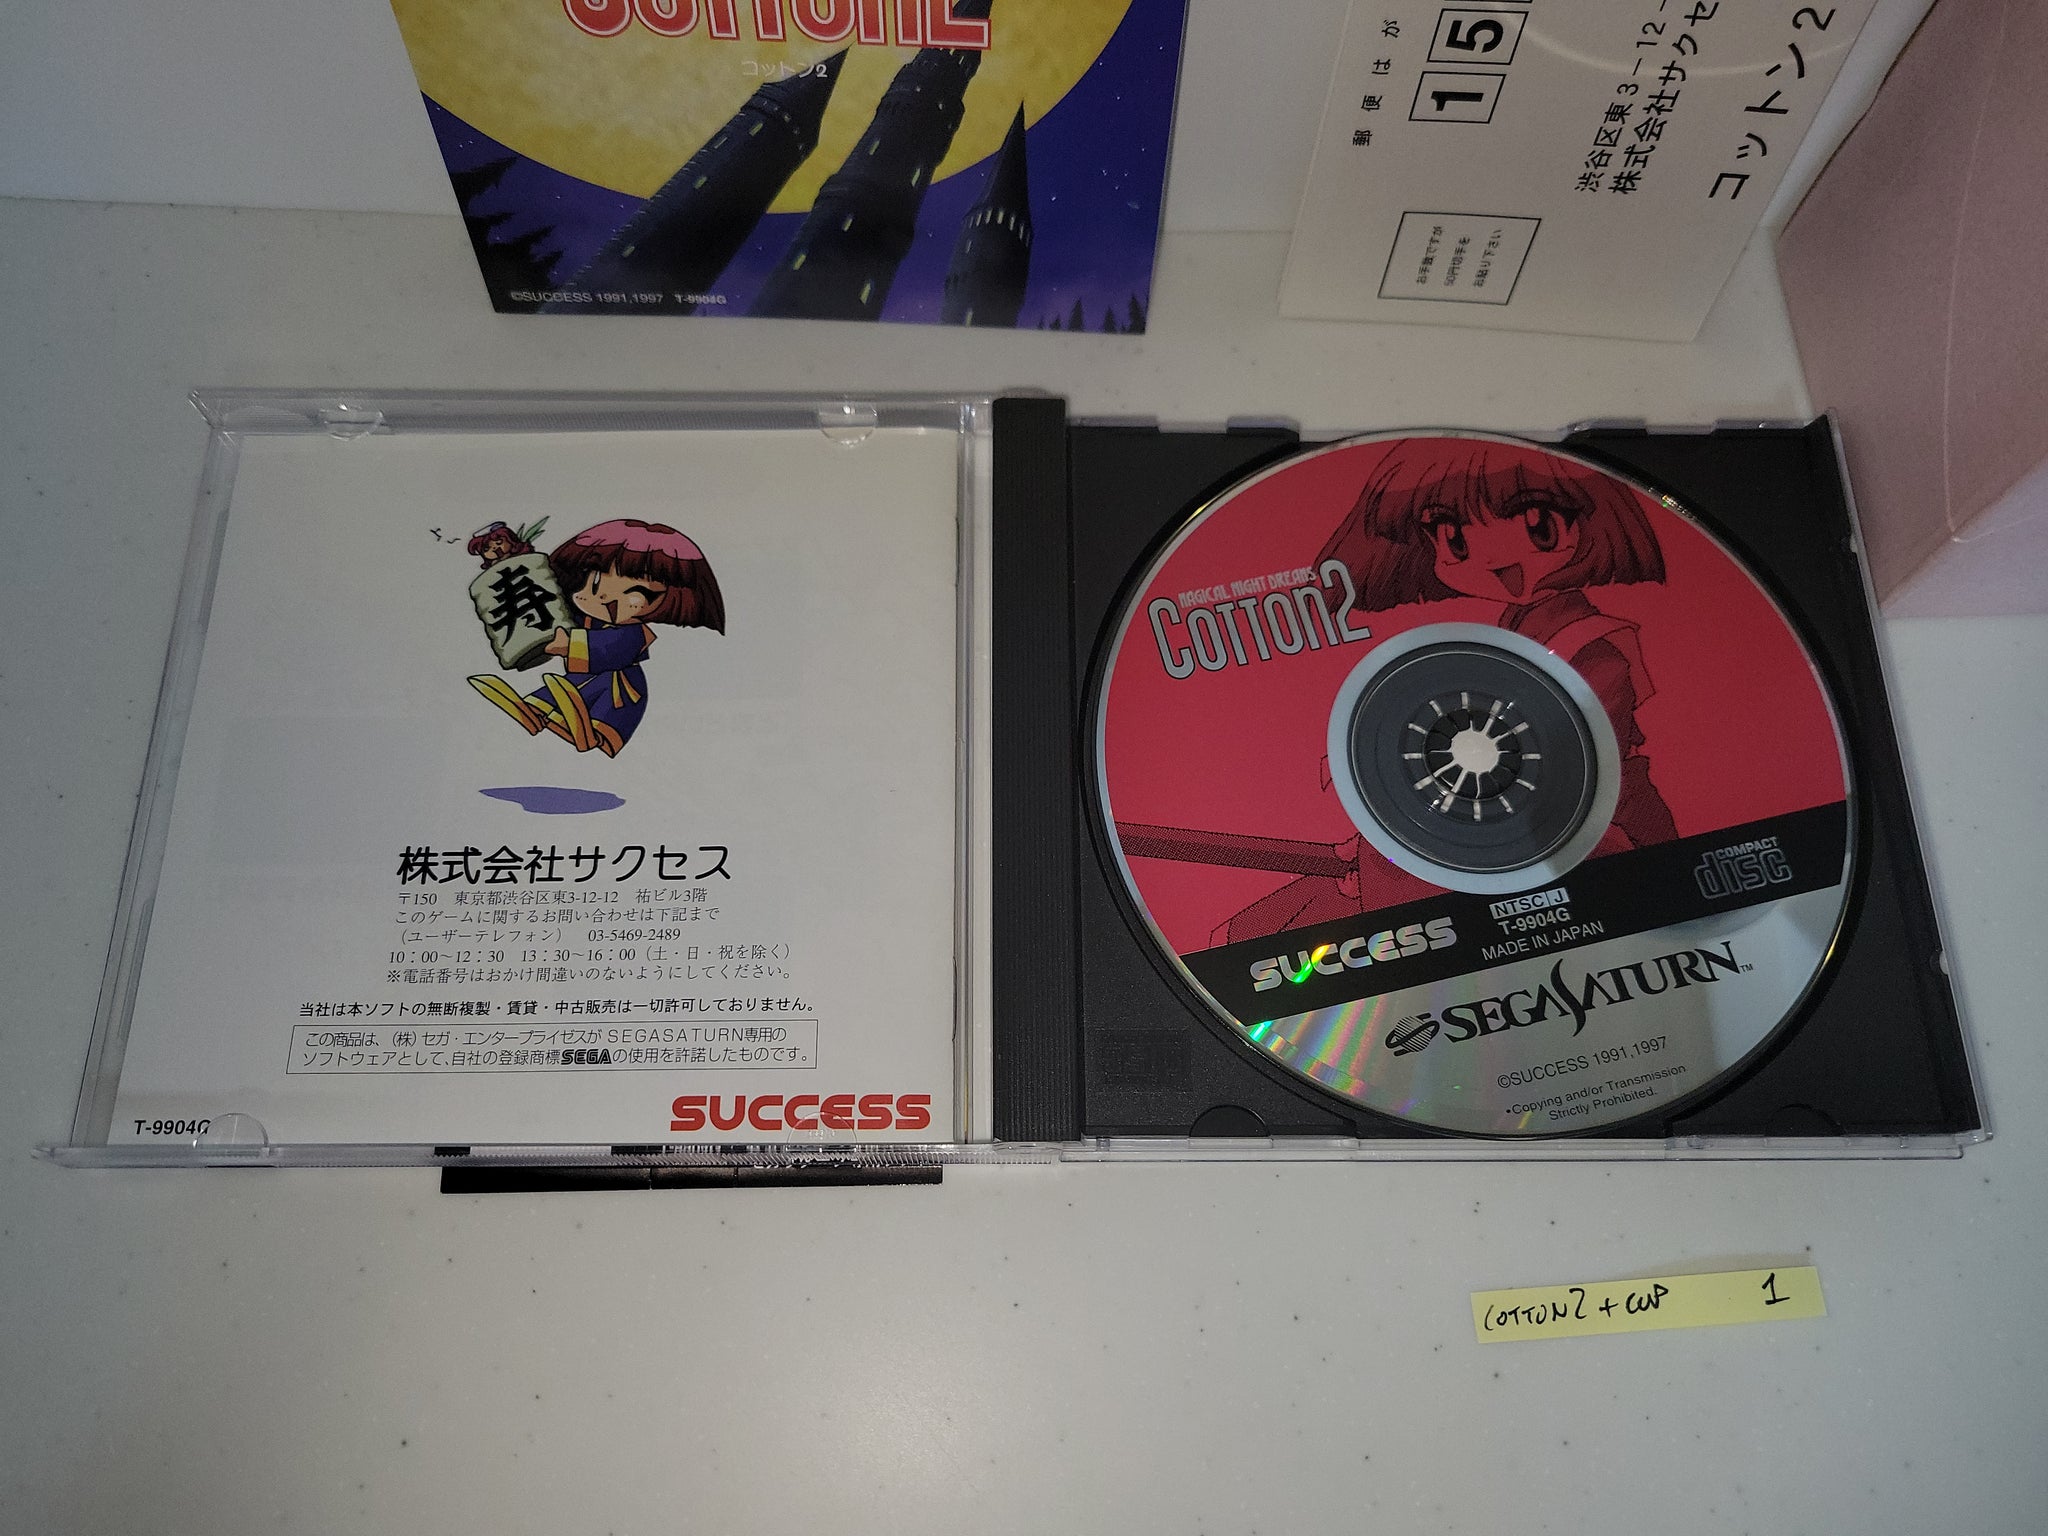 COTTON2
コットン2
©SUCCESS 1991,1997 T-9904G
郵便はが
15
渋谷区東3-12-
株式会社サクセ
コットン2
お手数ですが
50円切手を
お貼り下さい
寿
株式会社サクセス
〒150 東京都渋谷区東3-12-12 祐ビル3階
このゲームに関するお問い合わせは下記まで
(ユーザーテレフォン) 03-5469-2489
10:00~12:30 13:30~16:00(土・日・祝を除く)
※電話番号はおかけ間違いのないようにしてください。
当社は本ソフトの無断複製・賃貸・中古販売は一切許可しておりません。
この商品は、(株)セガ・エンタープライゼスがSEGASATURN専用の
ソフトウェアとして、自社の登録商標SEGAの使用を許諾したものです。
SUCCESS
T-9904G
MAGICAL NIGHT DREAMS
COTTON2
COMPACT
disc
SUCCESS
NTSC J
T-9904G
MADE IN JAPAN
SEGA SATURN™
©SUCCESS 1991,1997
•Copying and/or Transmission
Strictly Prohibited.
COTTON2 + CUP 1